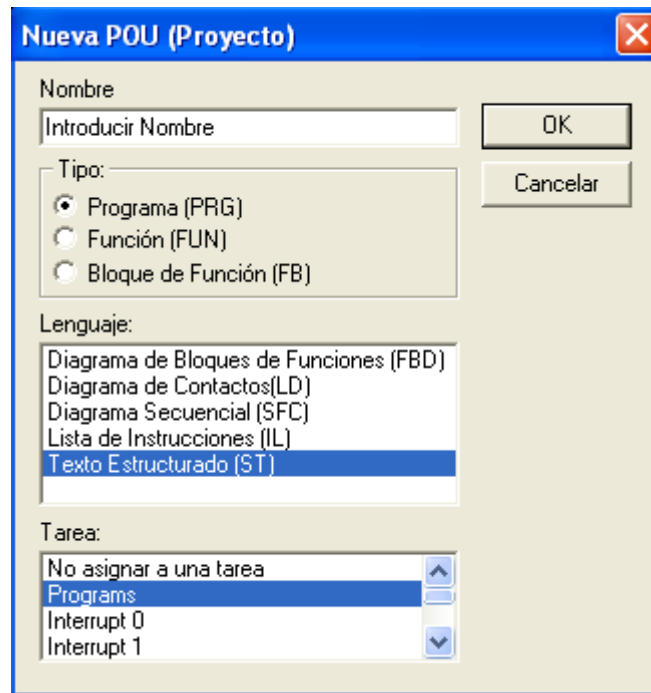 Nueva POU (Proyecto)
Nombre
Introducir Nombre
OK
Cancelar
Tipo:
Programa (PRG)
Función (FUN)
Bloque de Función (FB)
Lenguaje:
Diagrama de Bloques de Funciones (FBD)
Diagrama de Contactos(LD)
Diagrama Secuencial (SFC)
Lista de Instrucciones (IL)
Texto Estructurado (ST)
Tarea:
No asignar a una tarea
Programs
Interrupt 0
Interrupt 1